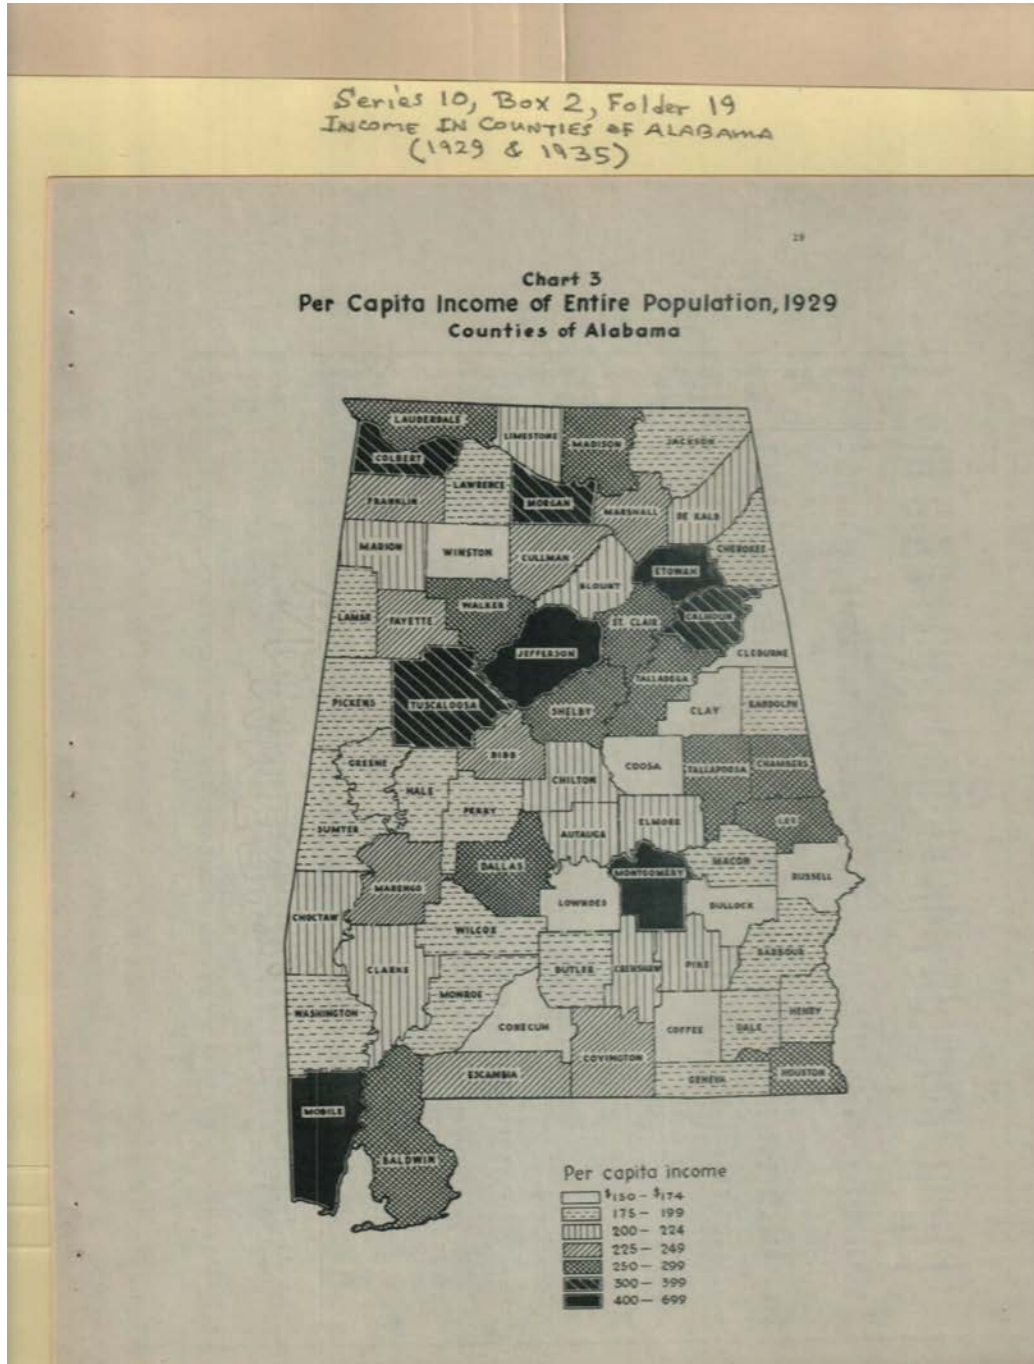 Series 10, Box 2, Folder 19
INCOME IN COUNTIES OF ALABAMA
(1929 & 1935)
Chart 3
Per Capita Income of Entire Population, 1929
Counties of Alabama
LAUDERDALE
LIMESTONE
MADISON
JACKSON
COLBERT
LAWRENCE
MORGAN
FRANKLIN
MARSHALL
DE KALB
MARION
WINSTON
CULLMAN
CHEROKEE
ETOWAH
BLOUNT
WALKER
LAMAR
FAYETTE
ST. CLAIR
CALHOUN
JEFFERSON
CLEBURNE
TALLADEGA
PICKENS
TUSCALOOSA
SHELBY
CLAY
RANDOLPH
BIBB
GREENE
HALE
CHILTON
COOSA
TALLAPOOSA
CHAMBERS
PERRY
SUMTER
AUTAUGA
ELMORE
LEE
DALLAS
MONTGOMERY
MACON
RUSSELL
MARENGO
LOWNDES
BULLOCK
CHOCTAW
WILCOX
BARBOUR
CLARKE
BUTLER
CRENSHAW
PIKE
MONROE
WASHINGTON
CONECUH
COFFEE
DALE
HENRY
COVINGTON
ESCAMBIA
GENEVA
HOUSTON
MOBILE
BALDWIN
Per capita income
$150 - $174
175 - 199
200 - 224
225 - 249
250 - 299
300 - 399
400 - 699